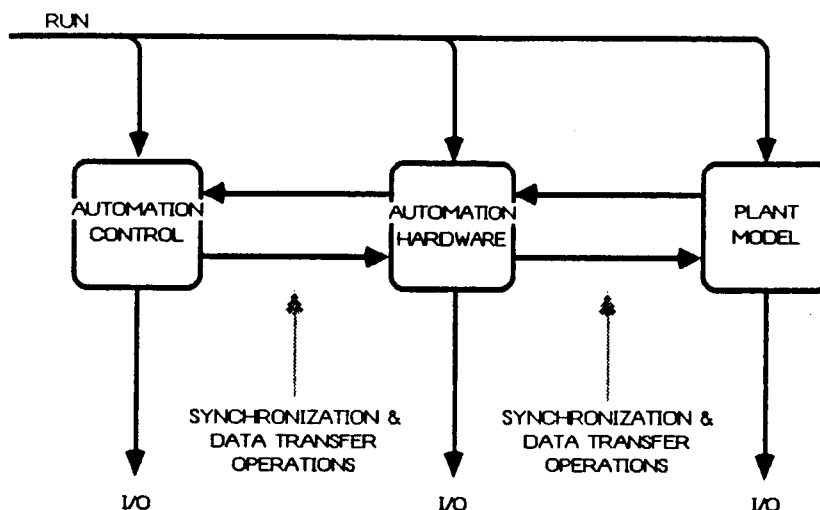 RUN
AUTOMATION
CONTROL
AUTOMATION
HARDWARE
PLANT
MODEL
SYNCHRONIZATION &
DATA TRANSFER
OPERATIONS
SYNCHRONIZATION &
DATA TRANSFER
OPERATIONS
I/O
I/O
I/O